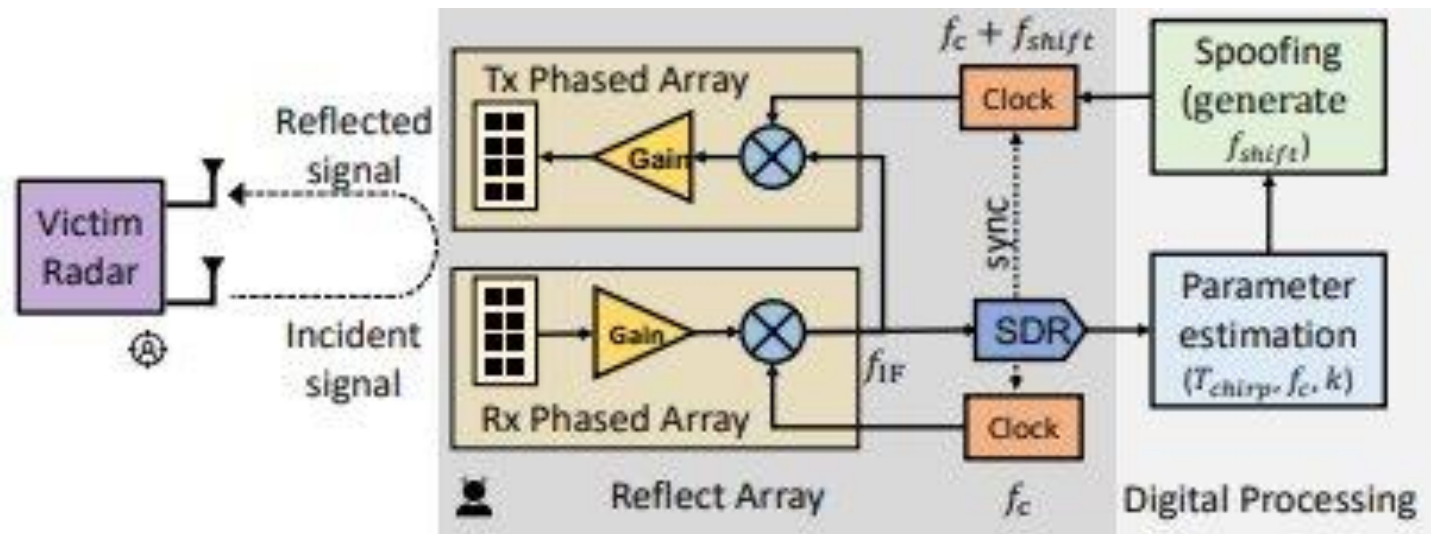 Victim
Radar
Reflected
signal
Incident
signal
Tx Phased Array
Gain
Gain
Rx Phased Array
f_IF
Reflect Array
f_c + f_shift
Clock
sync
SDR
Clock
f_c
Spoofing
(generate
f_shift)
Parameter
estimation
(T_chirp, f_c, k)
Digital Processing